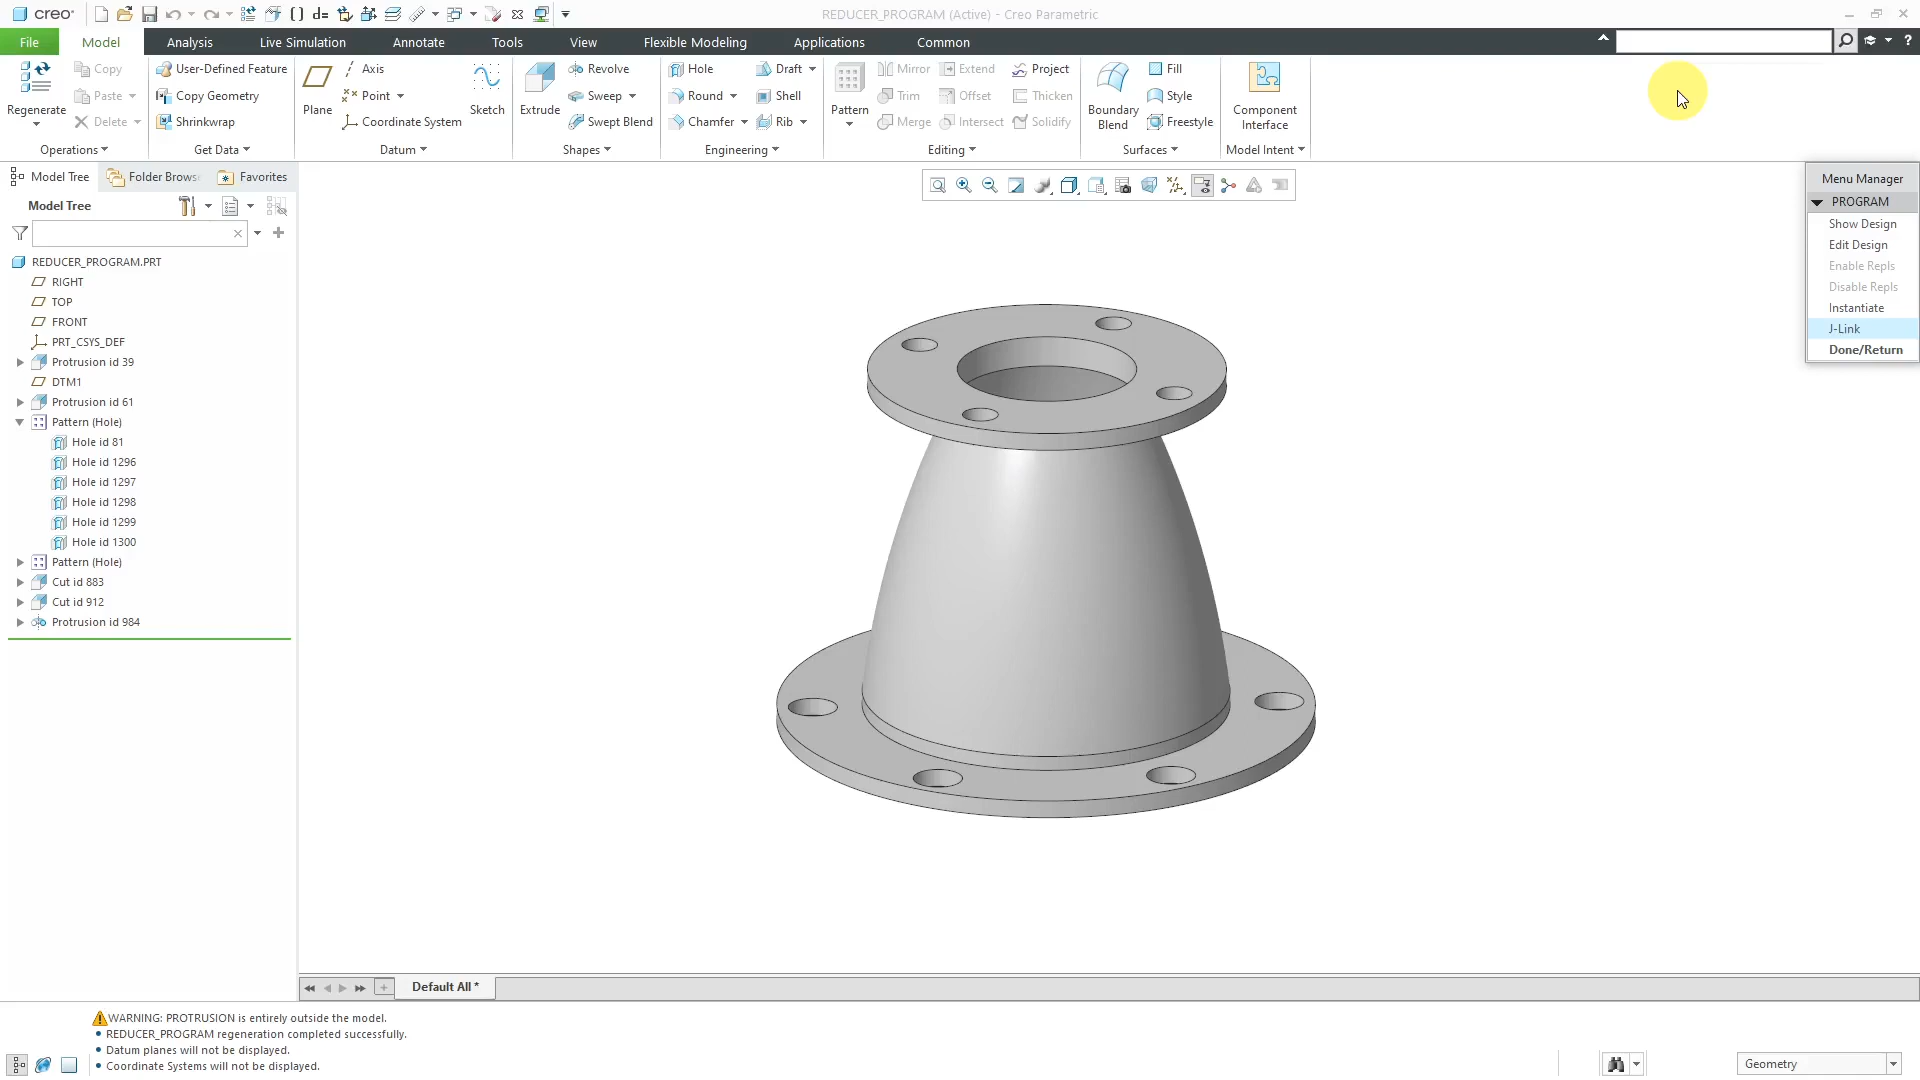 creo
REDUCER_PROGRAM (Active) - Creo Parametric
File Model Analysis Live Simulation Annotate Tools View Flexible Modeling Applications Common
Regenerate
Copy
Paste
Delete
Operations
User-Defined Feature
Copy Geometry
Shrinkwrap
Get Data
Plane
Axis
Point
Coordinate System
Sketch
Datum
Extrude
Revolve
Sweep
Swept Blend
Shapes
Hole
Round
Chamfer
Draft
Shell
Rib
Engineering
Pattern
Mirror
Trim
Merge
Extend
Offset
Intersect
Project
Thicken
Solidify
Editing
Boundary
Blend
Fill
Style
Freestyle
Surfaces
Component
Interface
Model Intent
Model Tree Folder Brows Favorites
Model Tree
REDUCER_PROGRAM.PRT
RIGHT
TOP
FRONT
PRT_CSYS_DEF
Protrusion id 39
DTM1
Protrusion id 61
Pattern (Hole)
Hole id 81
Hole id 1296
Hole id 1297
Hole id 1298
Hole id 1299
Hole id 1300
Pattern (Hole)
Cut id 883
Cut id 912
Protrusion id 984
Menu Manager
PROGRAM
Show Design
Edit Design
Enable Repls
Disable Repls
Instantiate
J-Link
Done/Return
Default All *
WARNING: PROTRUSION is entirely outside the model.
• REDUCER_PROGRAM regeneration completed successfully.
• Datum planes will not be displayed.
• Coordinate Systems will not be displayed.
Geometry